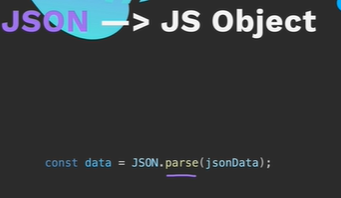 JSON —> JS Object
const data = JSON.parse(jsonData);